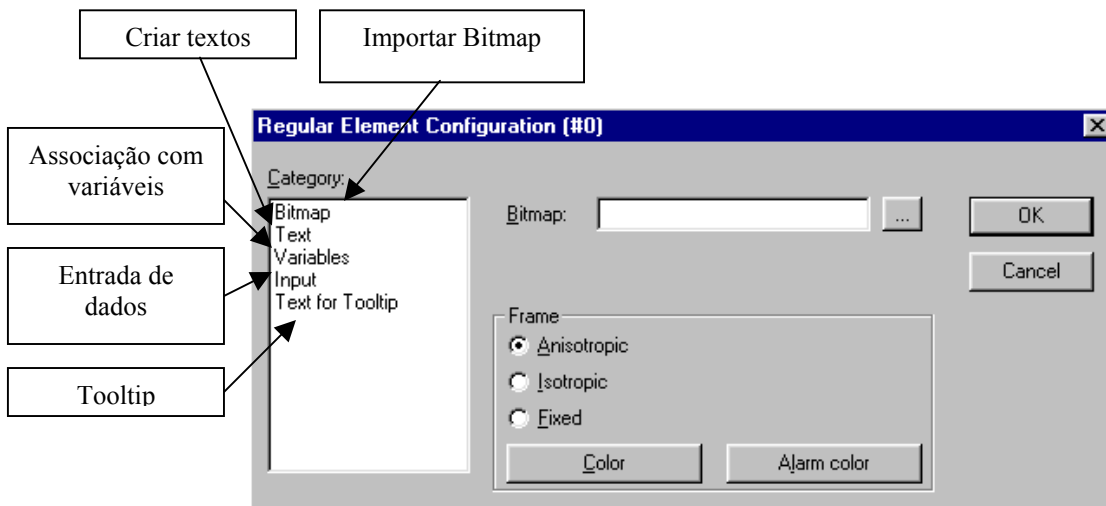 Criar textos
Importar Bitmap
Associação com
variáveis
Entrada de
dados
Tooltip
Regular Element Configuration (#0)
Category:
Bitmap
Text
Variables
Input
Text for Tooltip
Bitmap:
...
OK
Cancel
Frame
Anisotropic
Isotropic
Fixed
Color
Alarm color